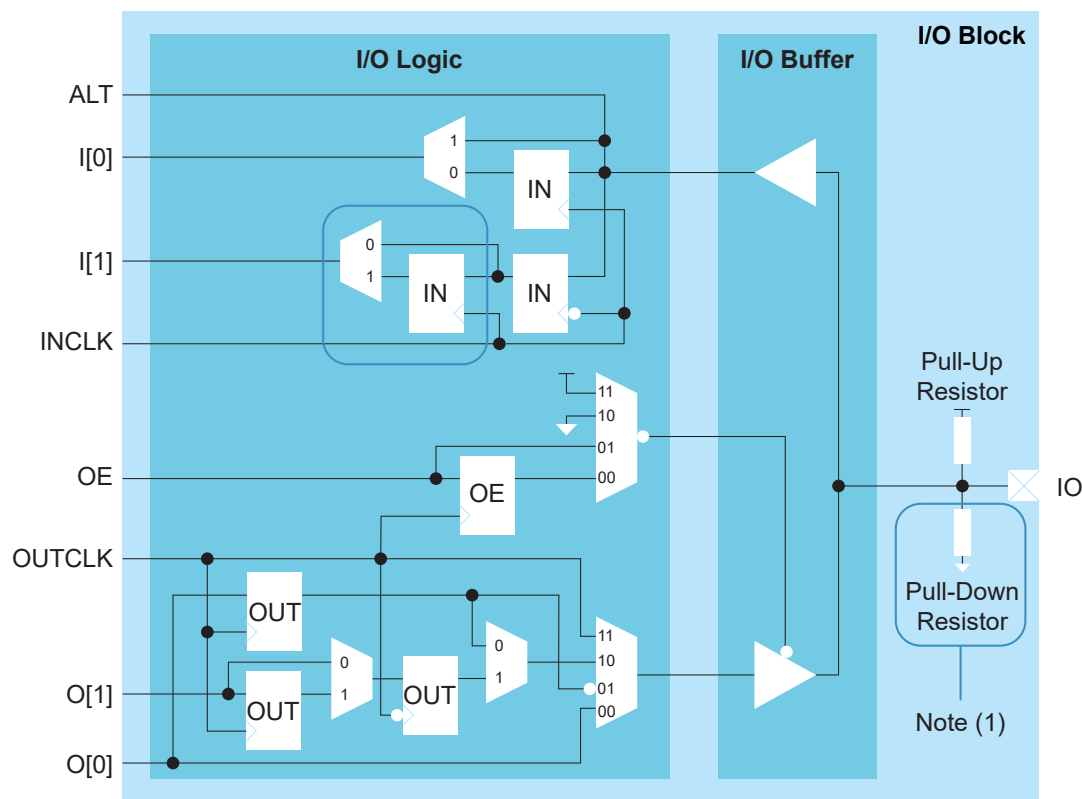 I/O Block
I/O Logic
I/O Buffer
ALT
1
I[0]
0
IN
I[1]
0
1
IN
IN
INCLK
Pull-Up
Resistor
11
10
01
00
OE
OE
IO
OUTCLK
Pull-Down
Resistor
OUT
11
0
10
0
1
01
O[1]
1
OUT
OUT
00
Note (1)
O[0]